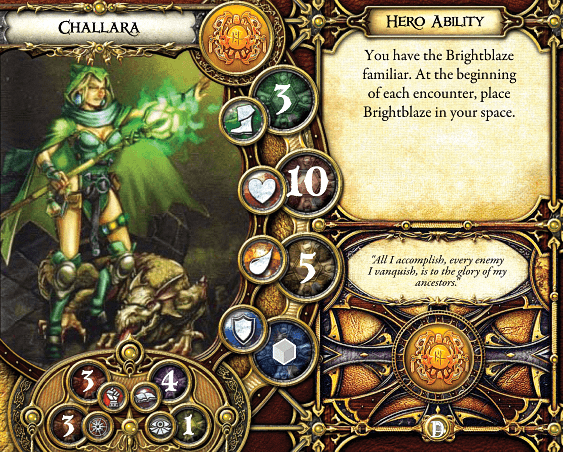 CHALLARA
HERO ABILITY
You have the Brightblaze
familiar. At the beginning
of each encounter, place
Brightblaze in your space.
3
10
5
"All I accomplish, every enemy
I vanquish, is to the glory of my
ancestors."
3
4
3
1
D